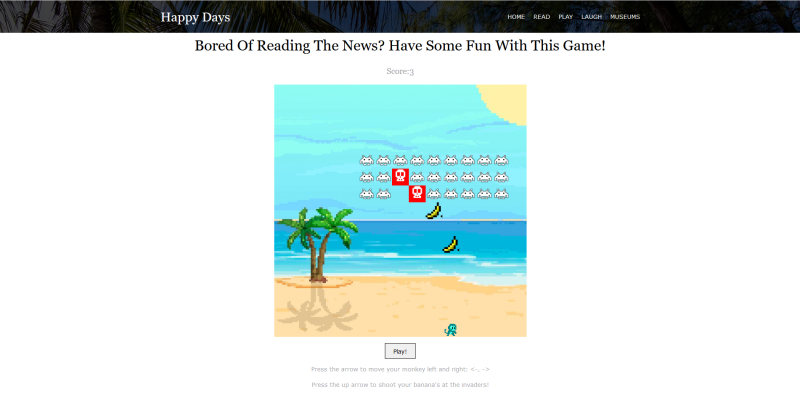 Happy Days
HOME READ PLAY LAUGH MUSEUMS
Bored Of Reading The News? Have Some Fun With This Game!
Score:3
Play!
Press the arrow to move your monkey left and right: <-,->
Press the up arrow to shoot your banana's at the invaders!